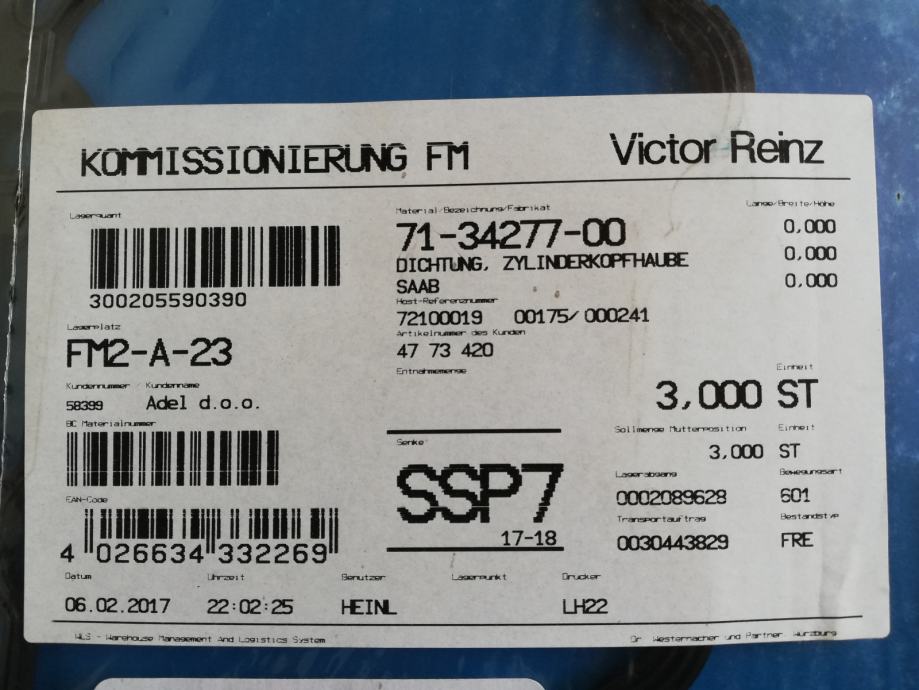 KOMMISSIONIERUNG FM Victor Reinz
Lagerquant
300205590390
Lagerplatz
FM2-A-23
Kundennummer / Kundenname
58399 Adel d.o.o.
BC Materialnummer
EAN-Code
4 026634 332269
Material/Bezeichnung/Fabrikat
71-34277-00
DICHTUNG, ZYLINDERKOPFHAUBE
SAAB
Host-Referenznummer
72100019 00175/000241
Artikelnummer des Kunden
47 73 420
Entnahmemenge
Länge/Breite/Höhe
0,000
0,000
0,000
Einheit
3,000 ST
Senke
SSP7
17-18
Sollmenge Mutterposition Einheit
3,000 ST
Lagerabgang Bewegungsart
0002089628 601
Transportauftrag Bestandstyp
0030443829 FRE
Datum Uhrzeit Benutzer Lagerpunkt Drucker
06.02.2017 22:02:25 HEINL LH22
WLS - Warehouse Management And Logistics System Dr. Westernacher und Partner, Würzburg